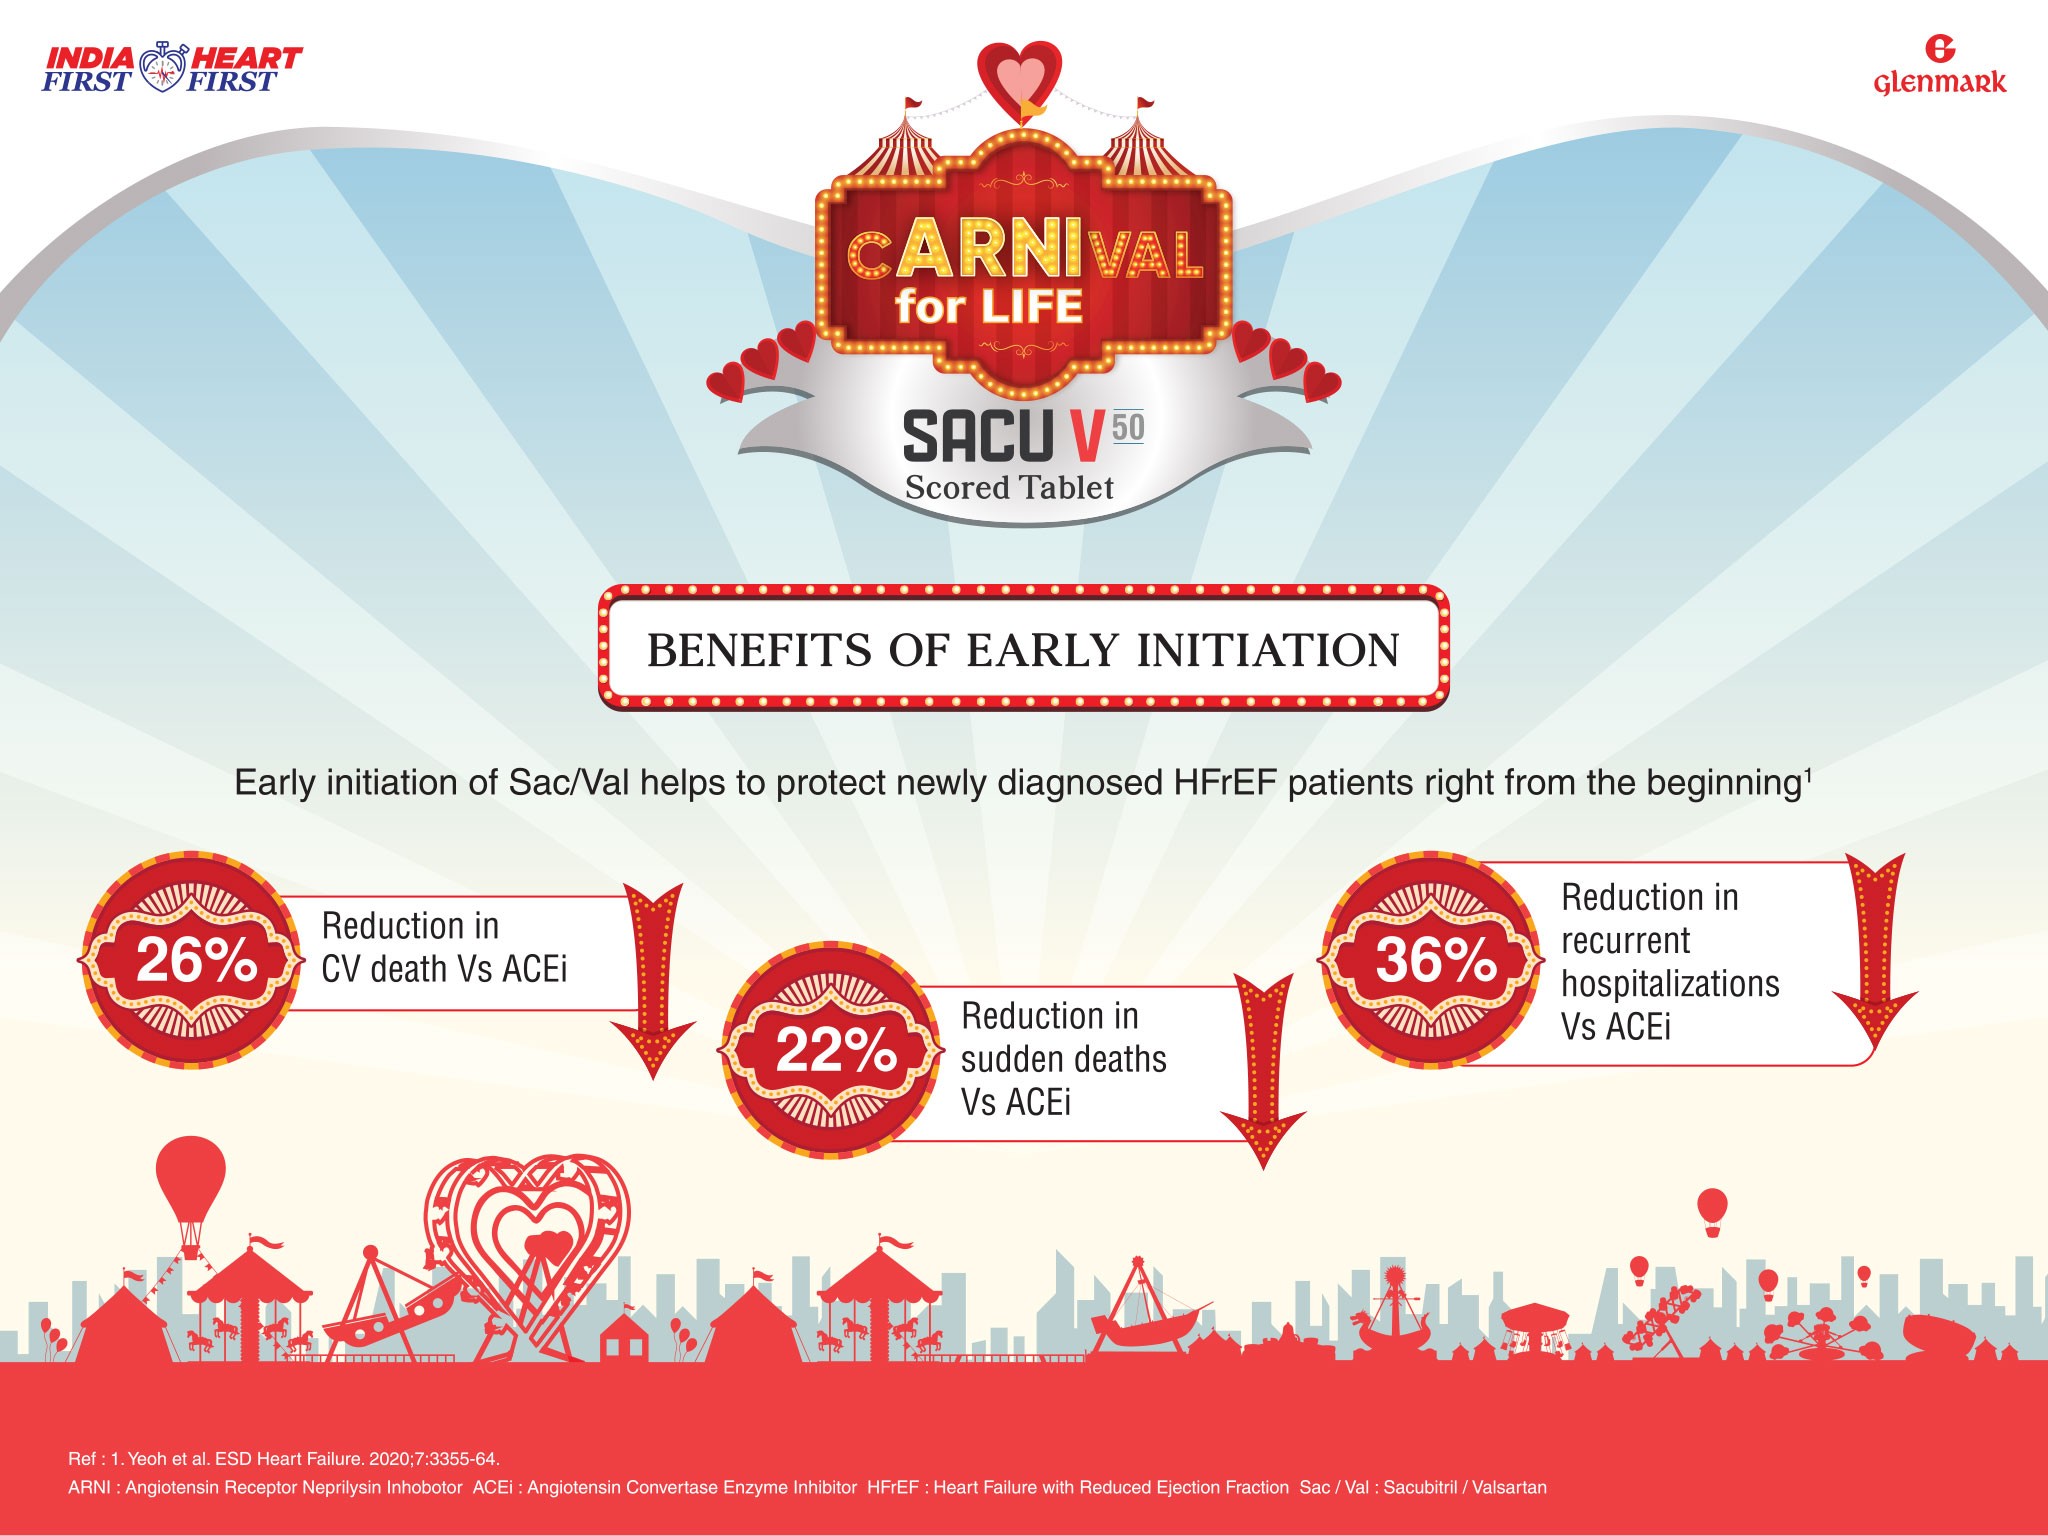 INDIA HEART
FIRST FIRST
Glenmark
CARNIVAL
for LIFE
SACU V 50
Scored Tablet
BENEFITS OF EARLY INITIATION
Early initiation of Sac/Val helps to protect newly diagnosed HFrEF patients right from the beginning¹
26%
Reduction in
CV death Vs ACEi
22%
Reduction in
sudden deaths
Vs ACEi
36%
Reduction in
recurrent
hospitalizations
Vs ACEi
Ref : 1. Yeoh et al. ESD Heart Failure. 2020;7:3355-64.
ARNI : Angiotensin Receptor Neprilysin Inhobotor ACEi : Angiotensin Convertase Enzyme Inhibitor HFrEF : Heart Failure with Reduced Ejection Fraction Sac / Val : Sacubitril / Valsartan